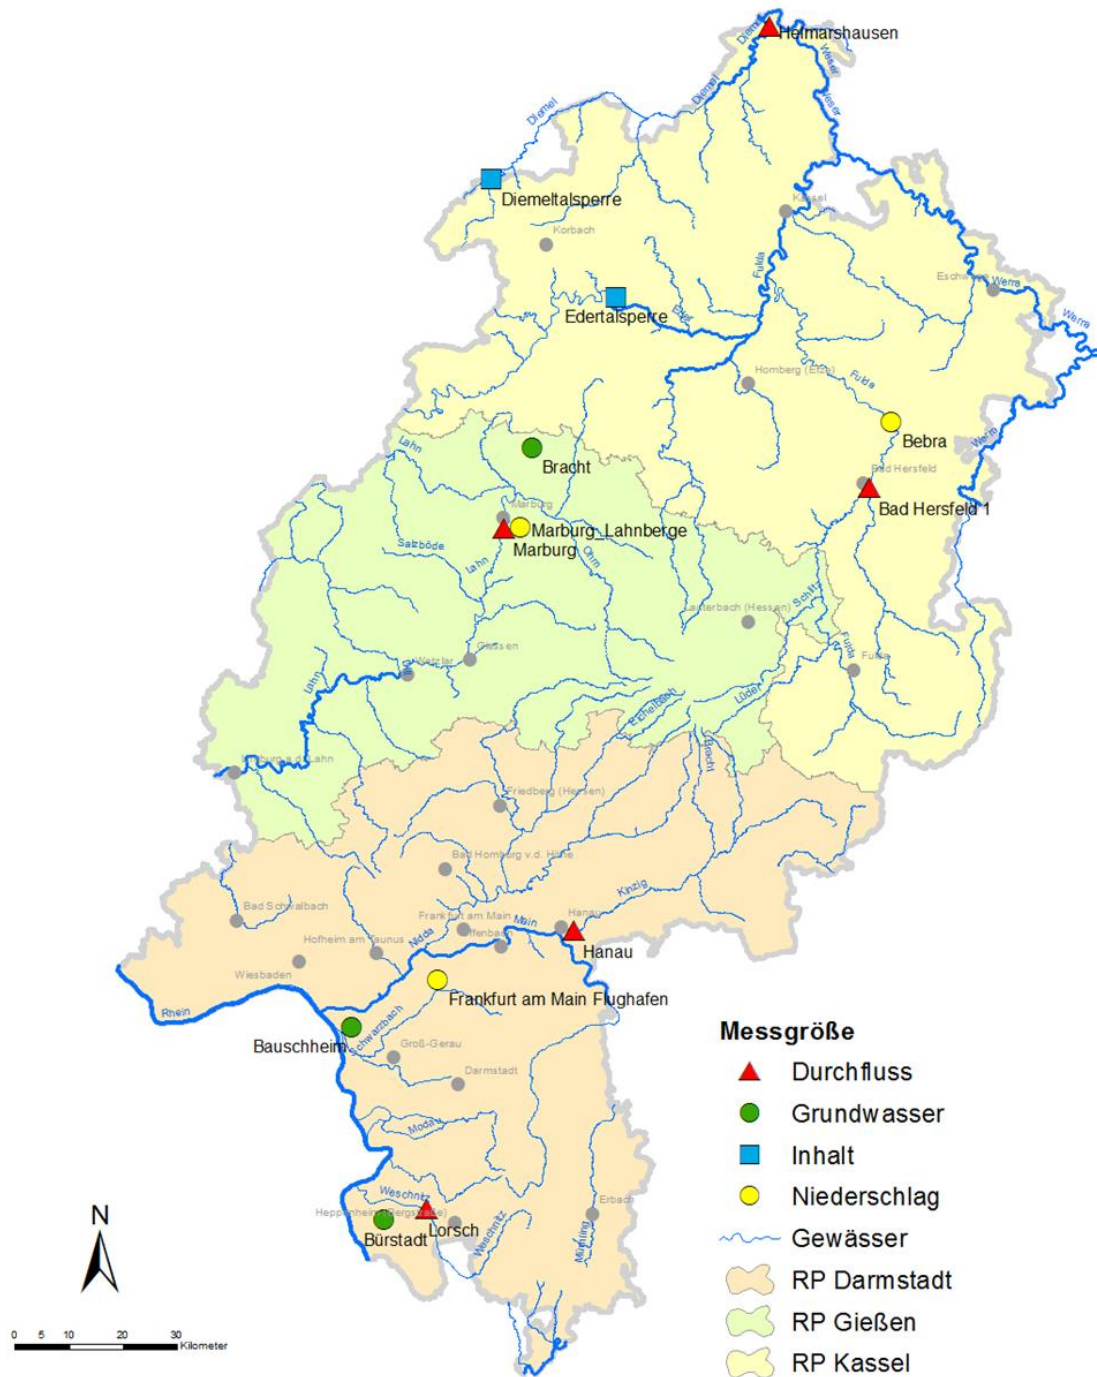 Diemel
Helmarshausen
Weser
Weser
Diemel
Diemel
Diemeltalsperre
Kassel
Korbach
Fulda
Eschwege
Werra
Edertalsperre
Eder
Werra
Homberg (Efze)
Fulda
Bebra
Werra
Lahn
Bracht
Bad Hersfeld
Bad Hersfeld 1
Marburg
Marburg_Lahnberge
Marburg
Salzböde
Lahn
Ohm
Schlitz
Lauterbach (Hessen)
Fulda
Fulda
Giessen
Wetzlar
Lahn
Lüder
Eichelbach
Bracht
Limburg a.d. Lahn
Friedberg (Hessen)
Bad Homburg v.d. Höhe
Kinzig
Bad Schwalbach
Frankfurt am Main
Main
Hanau
Nidda
Offenbach
Hofheim am Taunus
Hanau
Wiesbaden
Frankfurt am Main Flughafen
Rhein
Schwarzbach
Bauschheim
Groß-Gerau
Darmstadt
Modau
Weschnitz
Heppenheim (Bergstraße)
Lorsch
Bürstadt
Weschnitz
Erbach
Mümling
Messgröße
Durchfluss
Grundwasser
Inhalt
Niederschlag
Gewässer
RP Darmstadt
RP Gießen
RP Kassel
N
0 5 10 20 30
Kilometer